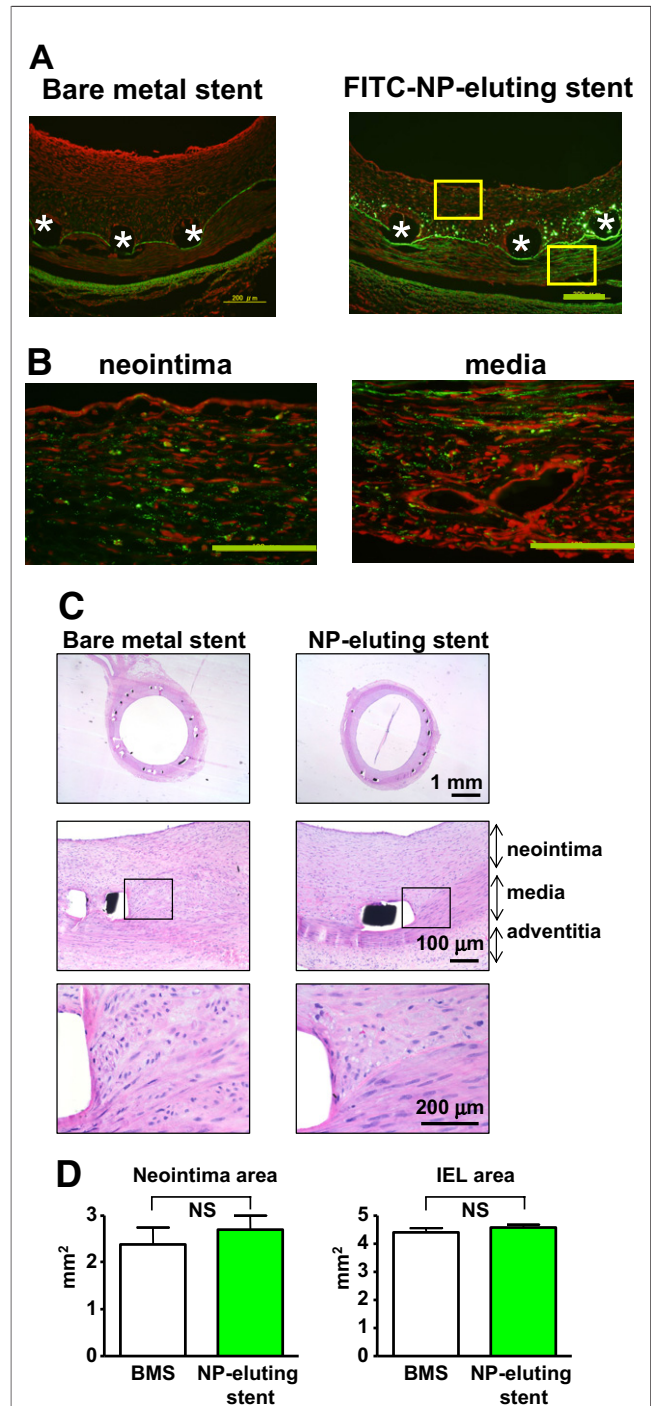 A
Bare metal stent
FITC-NP-eluting stent
*
*
*
*
*
*
200 μm
200 μm
B
neointima
media
C
Bare metal stent
NP-eluting stent
1 mm
neointima
media
adventitia
100 μm
200 μm
D
Neointima area
NS
3
2
1
0
mm²
BMS
NP-eluting
stent
IEL area
NS
5
4
3
2
1
0
mm²
BMS
NP-eluting
stent